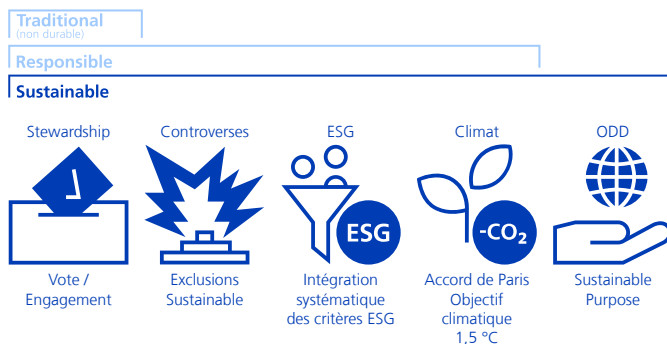 Traditional
(non durable)
Responsible
Sustainable
Stewardship
Controverses
ESG
Climat
ODD
ESG
-CO₂
Vote /
Engagement
Exclusions
Sustainable
Intégration
systématique
des critères ESG
Accord de Paris
Objectif
climatique
1,5 °C
Sustainable
Purpose